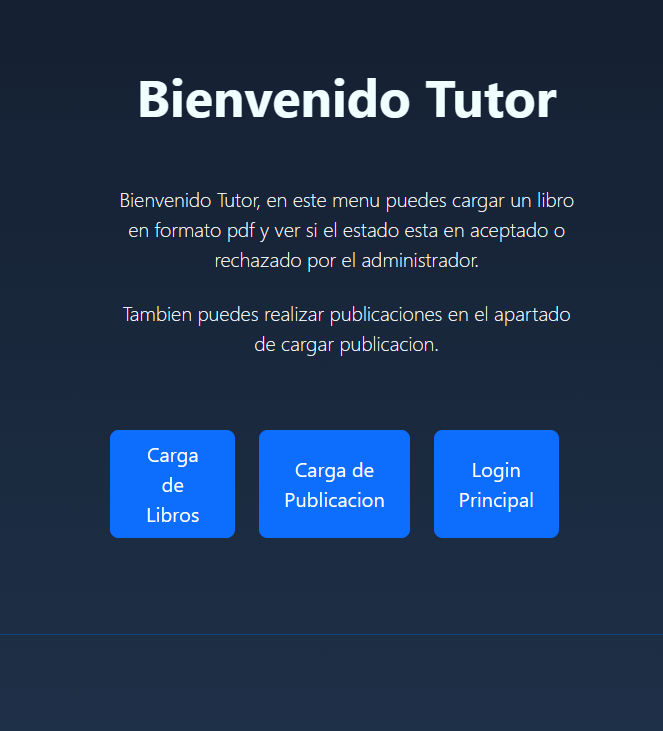 Bienvenido Tutor
Bienvenido Tutor, en este menu puedes cargar un libro
en formato pdf y ver si el estado esta en aceptado o
rechazado por el administrador.
Tambien puedes realizar publicaciones en el apartado
de cargar publicacion.
Carga
de
Libros
Carga de
Publicacion
Login
Principal